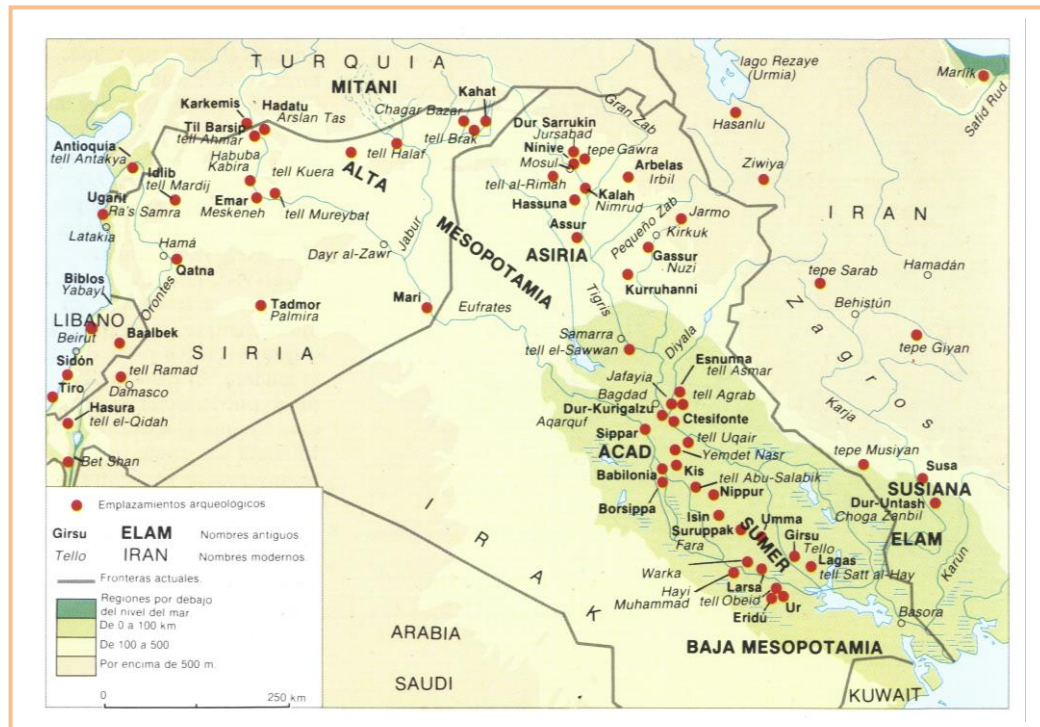 TURQUIA
MITANI
lago Rezaye
(Urmia)
Marlik
Safid Rud
Karkemis
Hadatu
Arslan Tas
Chagar Bazar
Kahat
Gran Zab
Til Barsip
tell Ahmar
tell Brak
Dur Sarrukin
Jursabad
Hasanlu
Antioquía
tell Antakya
Habuba
Kabira
tell Halaf
Ninive
tepe Gawra
Mosul
Arbelas
Irbil
Ziwiya
Idlib
tell Mardij
tell Kuera
ALTA
tell al-Rimah
Kalah
Nimrud
Ugarit
Ra's Samra
Emar
Meskeneh
tell Mureybat
Hassuna
Pequeño Zab
Jarmo
IRAN
Latakia
Jabur
MESOPOTAMIA
Assur
Kirkuk
Hamá
Dayr al-Zawr
ASIRIA
Gassur
Nuzi
Qatna
Orontes
Kurruhanni
tepe Sarab
Hamadán
Biblos
Yabayl
Tadmor
Palmira
Mari
Eufrates
Tigris
Zagros
Behistún
LIBANO
Beirut
Baalbek
SIRIA
Samarra
tell el-Sawwan
Diyala
tepe Giyan
Sidón
tell Ramad
Damasco
Esnunna
tell Asmar
Tiro
Jafayia
Bagdad
tell Agrab
Karja
Hasura
tell el-Qidah
Dur-Kurigalzu
Aqarquf
Ctesifonte
Sippar
tell Uqair
Bet Shan
ACAD
Yemdet Nasr
tepe Musiyan
Susa
Babilonia
Kis
tell Abu-Salabik
SUSIANA
Borsippa
Nippur
Dur-Untash
Choga Zanbil
IRAK
Isin
Suruppak
Fara
Umma
SUMER
Girsu
Tello
ELAM
Karun
Warka
Lagas
tell Satt al-Hay
Hayi
Muhammad
Larsa
tell Obeid
Eridú
Ur
Basora
ARABIA
SAUDI
BAJA MESOPOTAMIA
KUWAIT
Emplazamientos arqueológicos
Girsu ELAM Nombres antiguos.
Tello IRAN Nombres modernos.
Fronteras actuales.
Regiones por debajo
del nivel del mar
De 0 a 100 km
De 100 a 500
Por encima de 500 m.
0 250 km